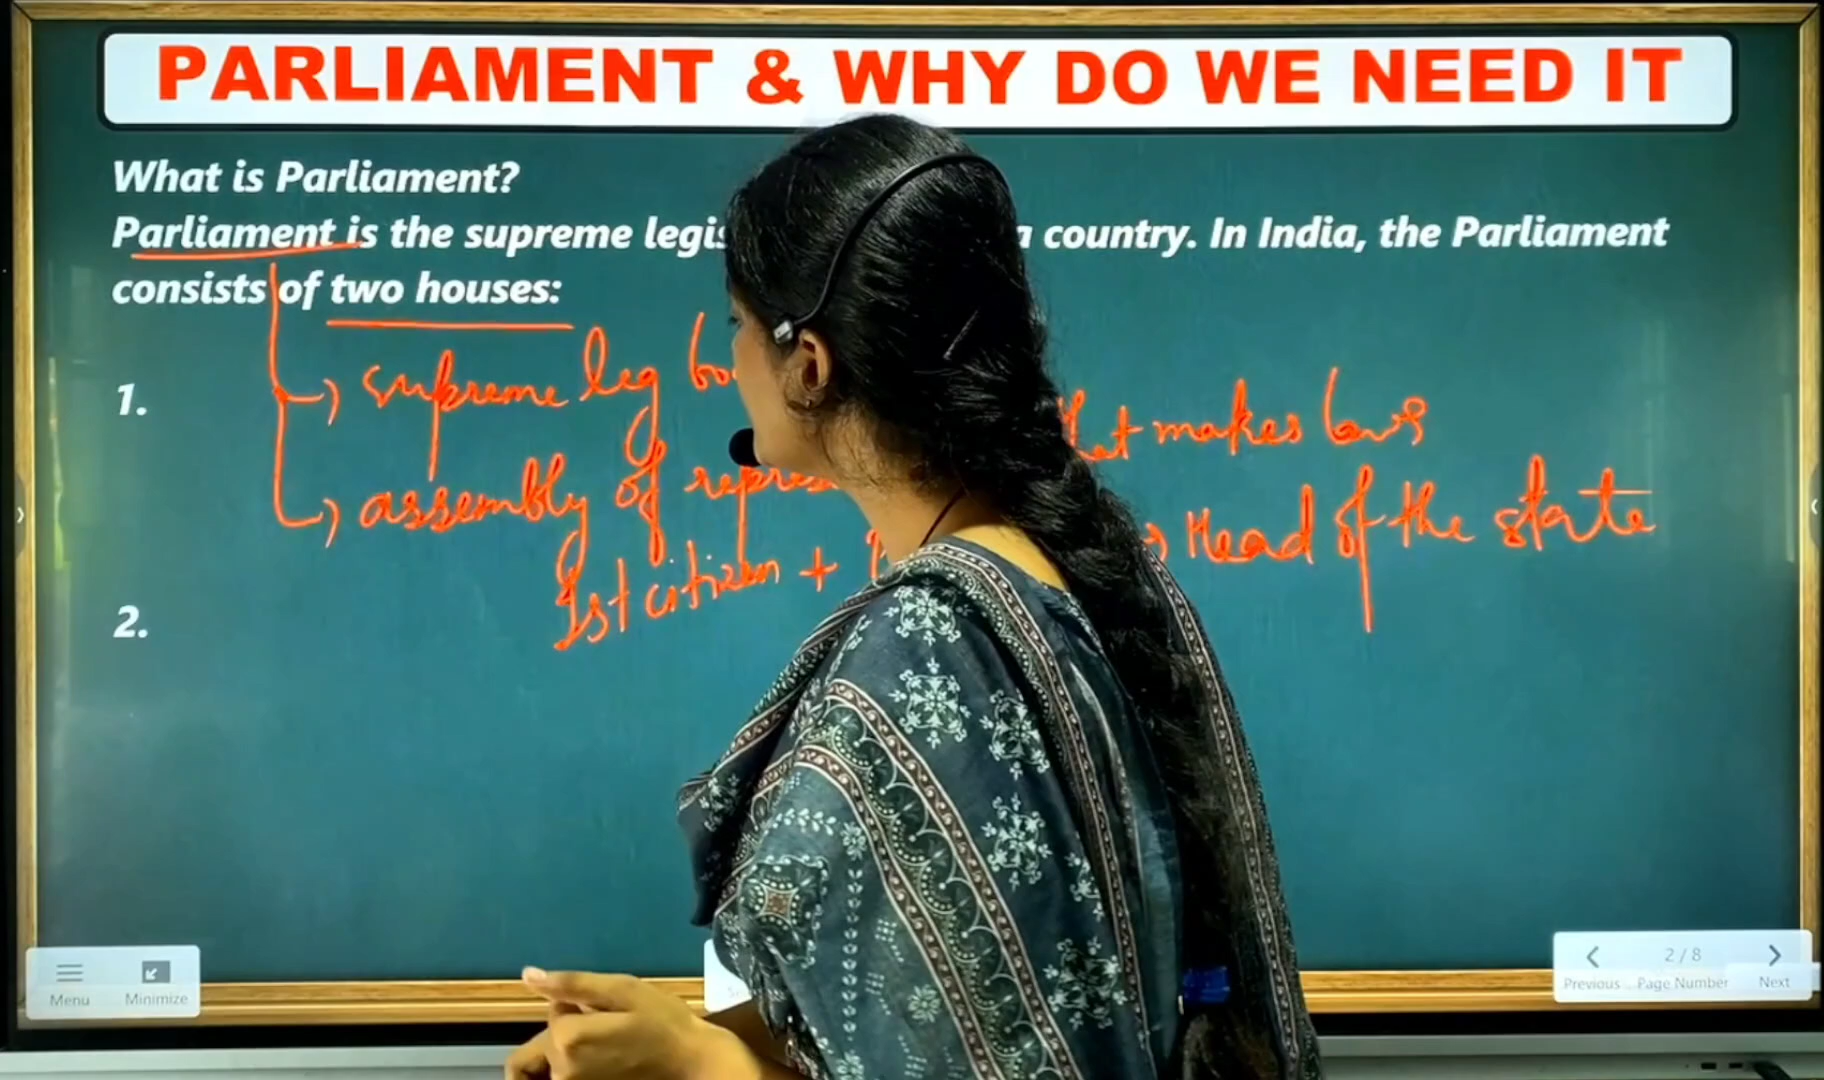 PARLIAMENT & WHY DO WE NEED IT
What is Parliament?
Parliament is the supreme country. In India, the Parliament
consists of two houses:
1.
supreme leg
that makes laws
assembly of
Head of the state
1st citizen +
2.
Menu
Minimize
2 / 8
Previous
Page Number
Next